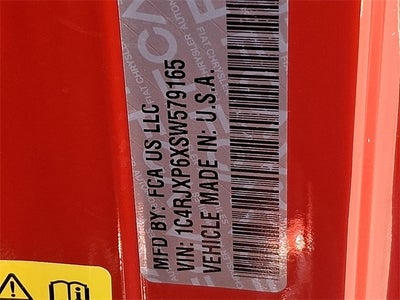 MFD BY: FCA US LLC
VIN: 1C4RJXP6XSW579165
VEHICLE MADE IN: U.S.A.